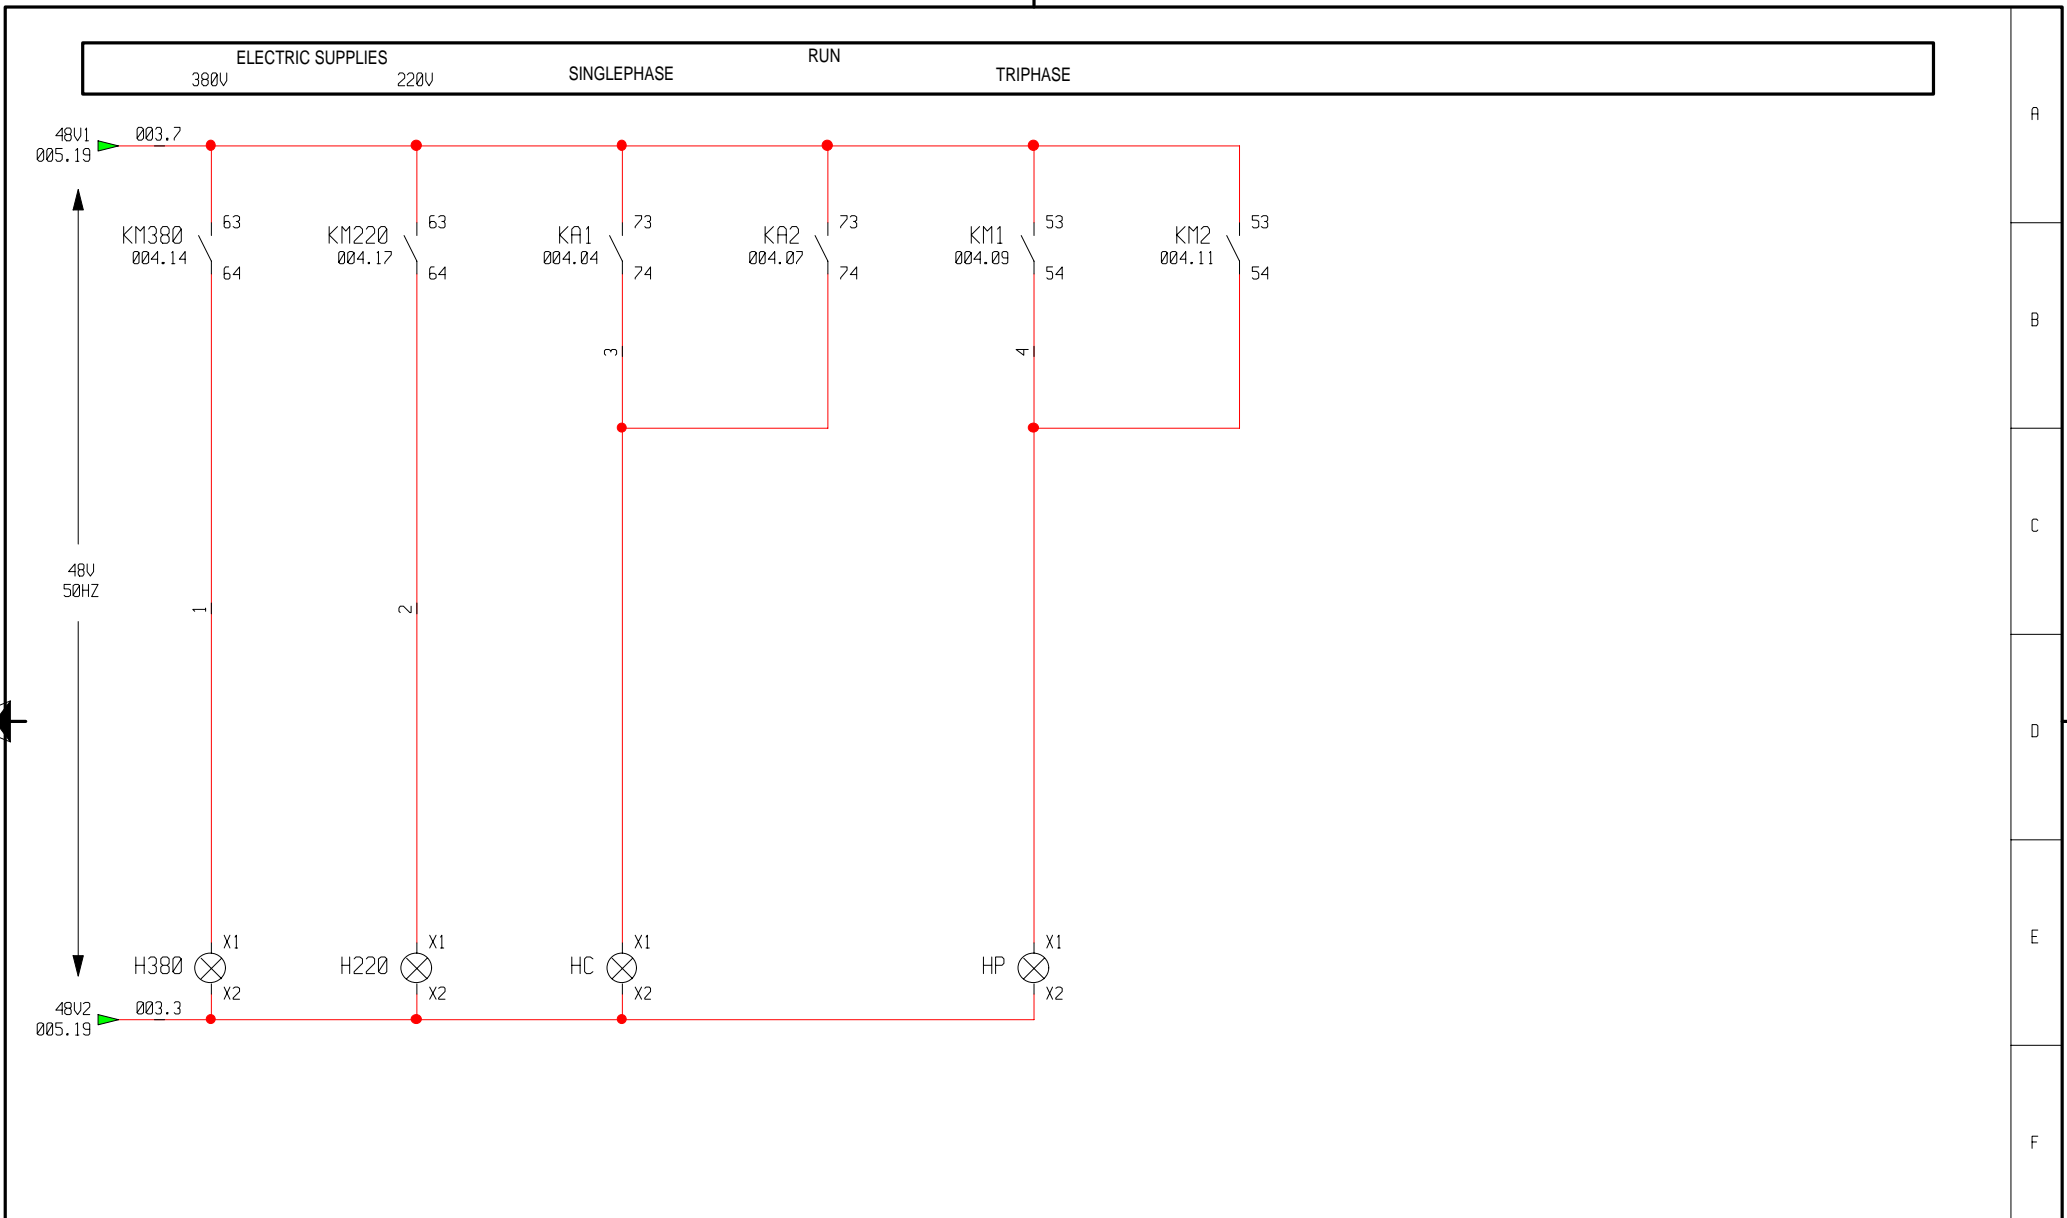 ELECTRIC SUPPLIES
RUN
380V
220V
SINGLEPHASE
TRIPHASE
A
48V1
003.7
005.19
63
63
73
73
53
53
KM380
KM220
KA1
KA2
KM1
KM2
004.14
004.17
004.04
004.07
004.09
004.11
64
64
74
74
54
54
B
3
4
C
48V
50HZ
1
2
D
X1
X1
X1
X1
E
H380
H220
HC
HP
X2
X2
X2
X2
48V2
003.3
005.19
F